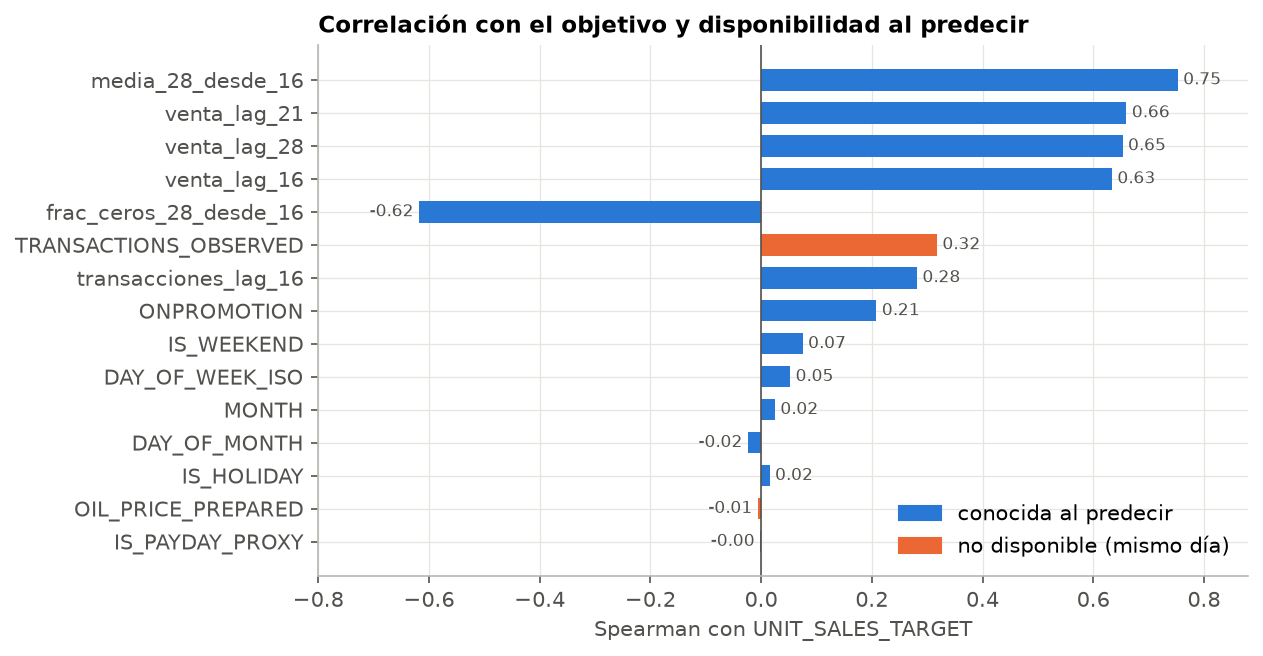 Correlación con el objetivo y disponibilidad al predecir
media_28_desde_16 0.75
venta_lag_21 0.66
venta_lag_28 0.65
venta_lag_16 0.63
frac_ceros_28_desde_16 -0.62
TRANSACTIONS_OBSERVED 0.32
transacciones_lag_16 0.28
ONPROMOTION 0.21
IS_WEEKEND 0.07
DAY_OF_WEEK_ISO 0.05
MONTH 0.02
DAY_OF_MONTH -0.02
IS_HOLIDAY 0.02
OIL_PRICE_PREPARED -0.01
IS_PAYDAY_PROXY -0.00
conocida al predecir
no disponible (mismo día)
−0.8 −0.6 −0.4 −0.2 0.0 0.2 0.4 0.6 0.8
Spearman con UNIT_SALES_TARGET